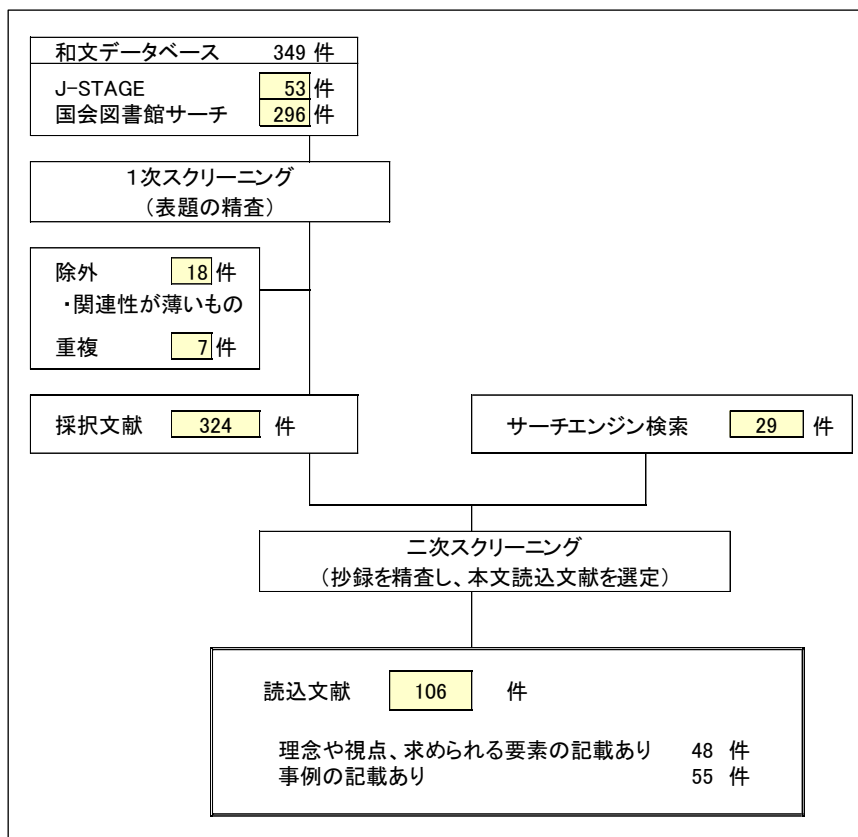 和文データベース 349 件
J-STAGE 53 件
国会図書館サーチ 296 件
1次スクリーニング
（表題の精査）
除外 18 件
・関連性が薄いもの
重複 7 件
採択文献 324 件
サーチエンジン検索 29 件
二次スクリーニング
（抄録を精査し、本文読込文献を選定）
読込文献 106 件
理念や視点、求められる要素の記載あり 48 件
事例の記載あり 55 件